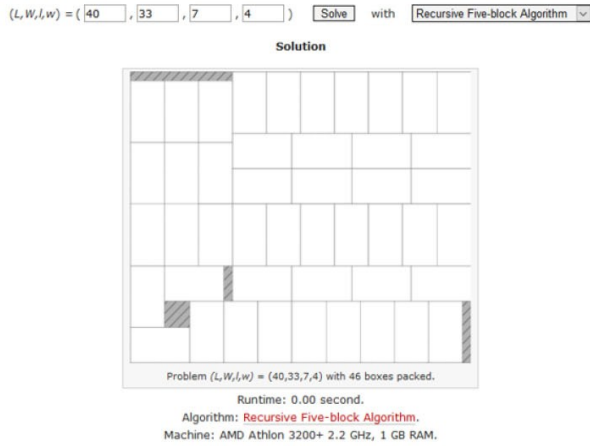 (L,W,l,w) = ( 40 , 33 , 7 , 4 ) Solve with Recursive Five-block Algorithm
Solution
Problem (L,W,l,w) = (40,33,7,4) with 46 boxes packed.
Runtime: 0.00 second.
Algorithm: Recursive Five-block Algorithm.
Machine: AMD Athlon 3200+ 2.2 GHz, 1 GB RAM.